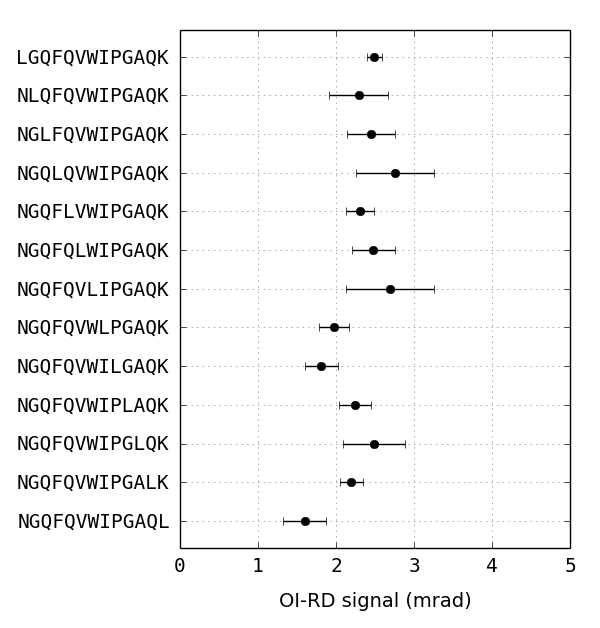 LGQFQVWIPGAQK
NLQFQVWIPGAQK
NGLFQVWIPGAQK
NGQLQVWIPGAQK
NGQFLVWIPGAQK
NGQFQLWIPGAQK
NGQFQVLIPGAQK
NGQFQVWLPGAQK
NGQFQVWILGAQK
NGQFQVWIPLAQK
NGQFQVWIPGLQK
NGQFQVWIPGALK
NGQFQVWIPGAQL
0 1 2 3 4 5
OI-RD signal (mrad)